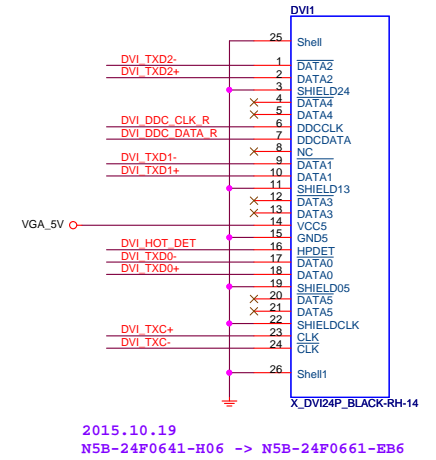 DVI1
25 Shell
DVI_TXD2- 1 DATA2
DVI_TXD2+ 2 DATA2
3 SHIELD24
4 DATA4
5 DATA4
DVI_DDC_CLK_R 6 DDCCLK
DVI_DDC_DATA_R 7 DDCDATA
8 NC
DVI_TXD1- 9 DATA1
DVI_TXD1+ 10 DATA1
11 SHIELD13
12 DATA3
13 DATA3
VGA_5V 14 VCC5
15 GND5
DVI_HOT_DET 16 HPDET
DVI_TXD0- 17 DATA0
DVI_TXD0+ 18 DATA0
19 SHIELD05
20 DATA5
21 DATA5
22 SHIELDCLK
DVI_TXC+ 23 CLK
DVI_TXC- 24 CLK
26 Shell1
X_DVI24P_BLACK-RH-14
2015.10.19
N5B-24F0641-H06 -> N5B-24F0661-EB6